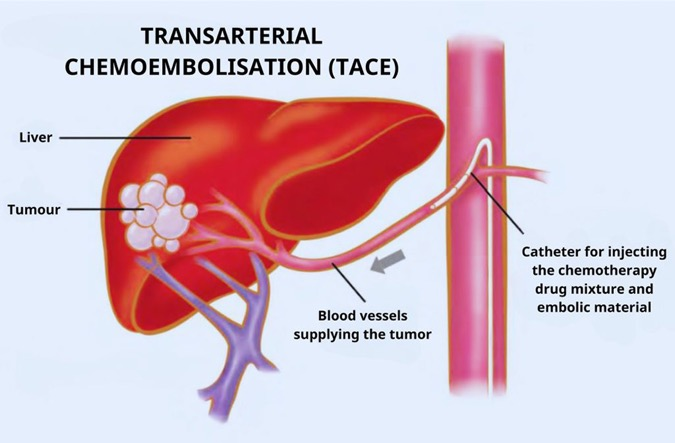 TRANSARTERIAL
CHEMOEMBOLISATION (TACE)
Liver
Tumour
Catheter for injecting
the chemotherapy
drug mixture and
embolic material
Blood vessels
supplying the tumor